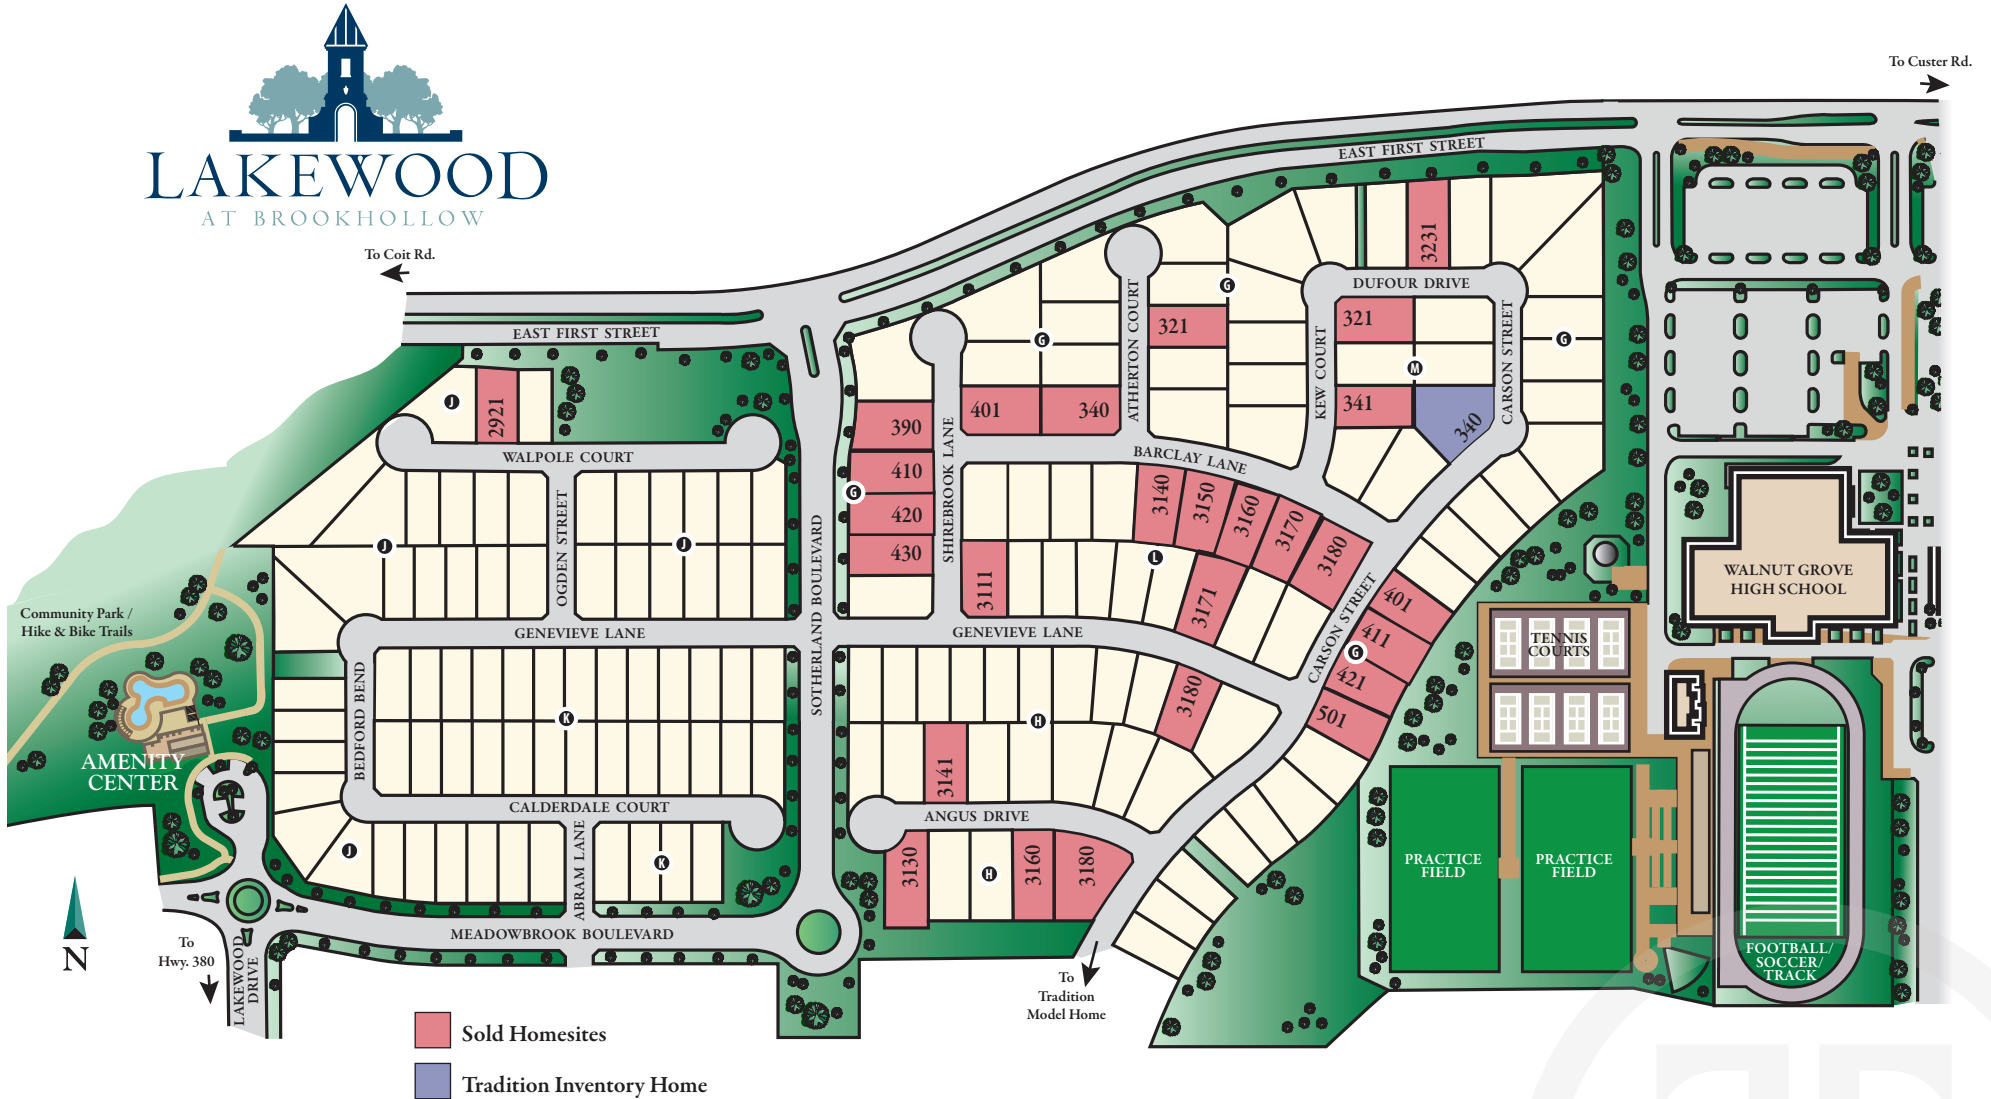 To Custer Rd.
LAKEWOOD
AT BROOKHOLLOW
To Coit Rd.
EAST FIRST STREET
EAST FIRST STREET
3231
DUFOUR DRIVE
G
321
321
ATHERTON COURT
KEW COURT
CARSON STREET
G
G
M
J
2921
401
340
341
340
390
SHIREBROOK LANE
WALPOLE COURT
BARCLAY LANE
410
G
420
430
3140
3150
3160
3170
3180
OGDEN STREET
J
J
SOTHERLAND BOULEVARD
L
3111
3171
WALNUT GROVE
HIGH SCHOOL
Community Park /
Hike & Bike Trails
GENEVIEVE LANE
GENEVIEVE LANE
CARSON STREET
401
411
G
421
501
TENNIS
COURTS
BEDFORD BEND
K
H
3180
3141
AMENITY
CENTER
CALDERDALE COURT
ANGUS DRIVE
J
ABRAM LANE
K
3130
H
3160
3180
PRACTICE
FIELD
PRACTICE
FIELD
MEADOWBROOK BOULEVARD
FOOTBALL/
SOCCER/
TRACK
N
To
Hwy. 380
LAKEWOOD
DRIVE
To
Tradition
Model Home
Sold Homesites
Tradition Inventory Home